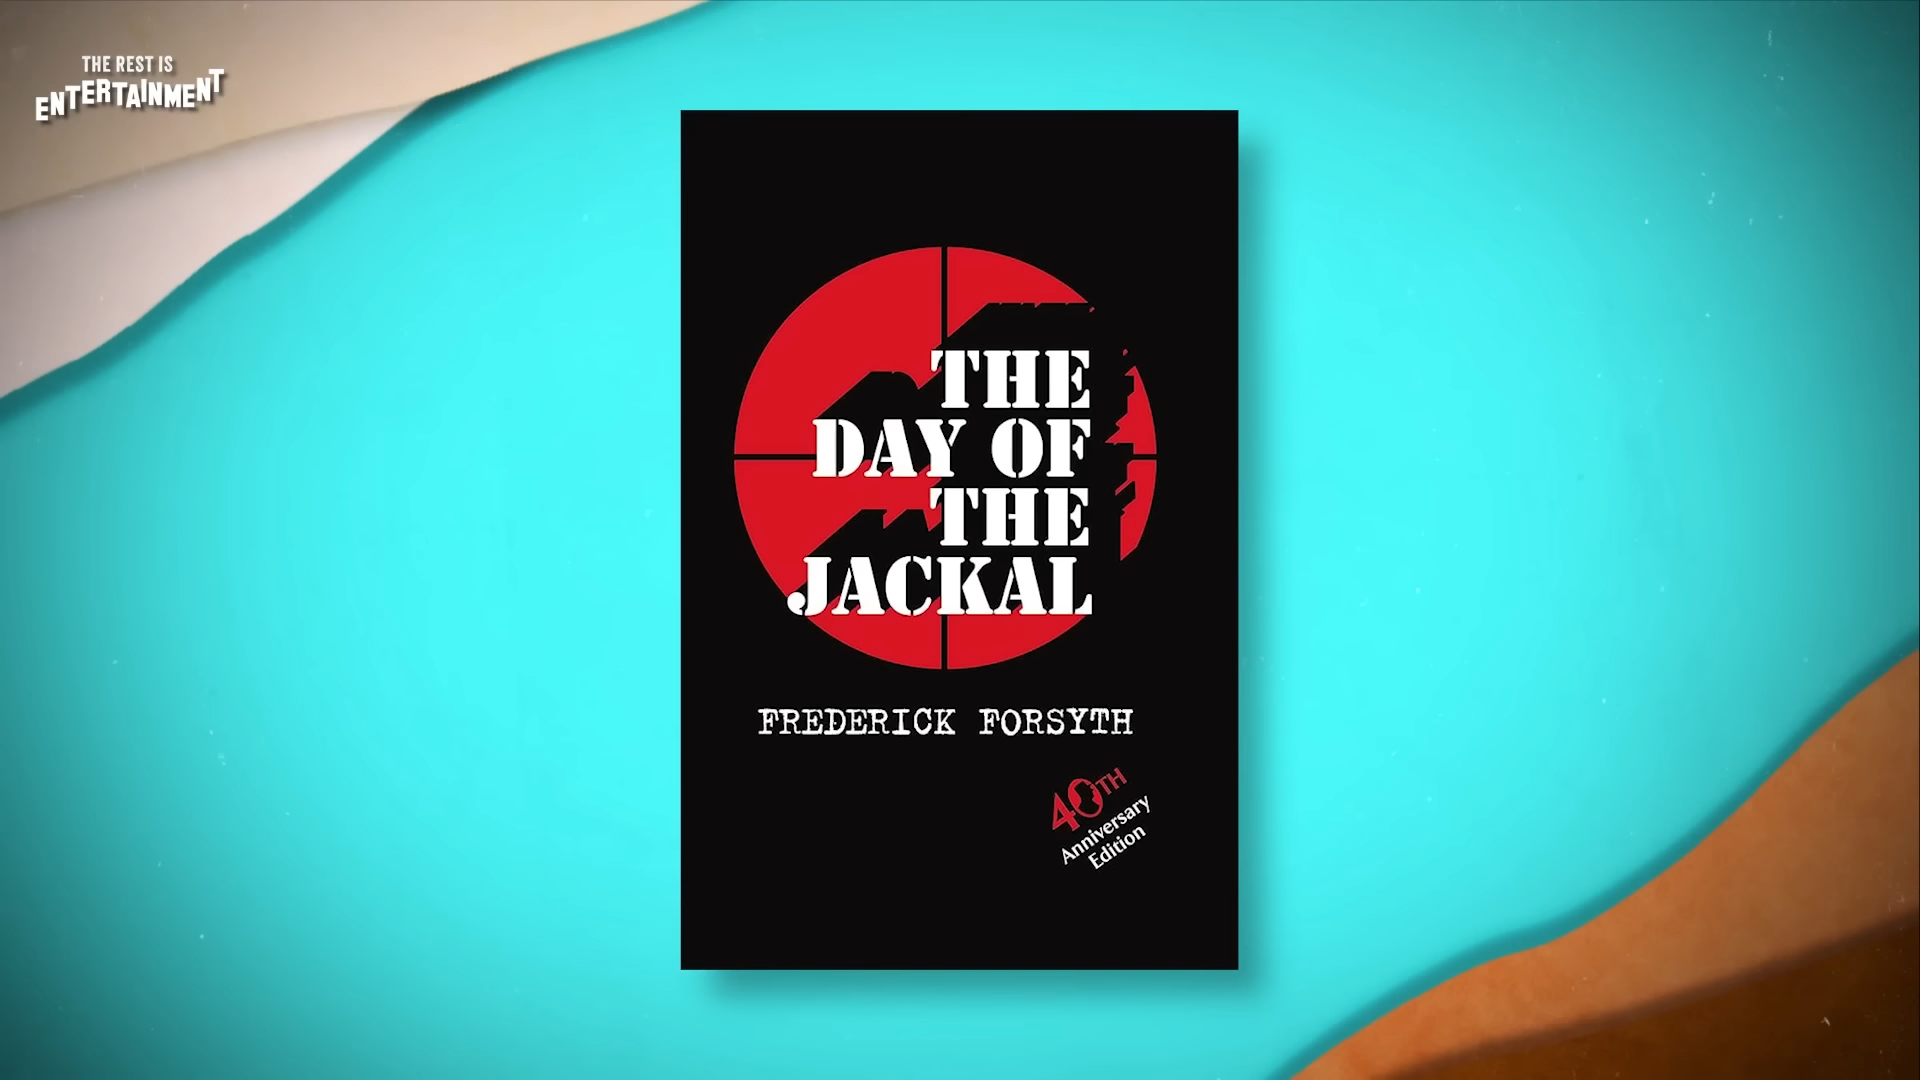 THE REST IS
ENTERTAINMENT
THE
DAY OF
THE
JACKAL
FREDERICK FORSYTH
40TH
Anniversary
Edition